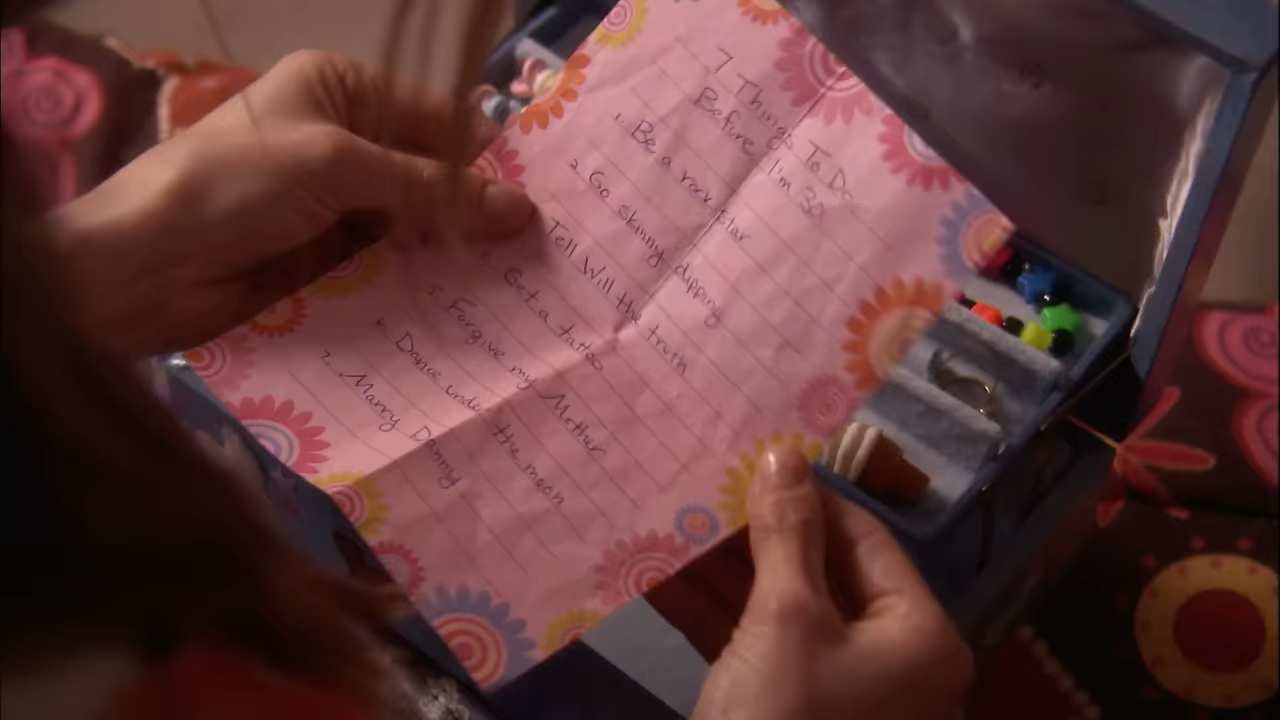 7 Things To Do
Before I'm 30
1. Be a rock star
2. Go skinny dipping
Tell Will the truth
4. Get a tattoo
5. Forgive my Mother
6. Dance under the moon
7. Marry Danny